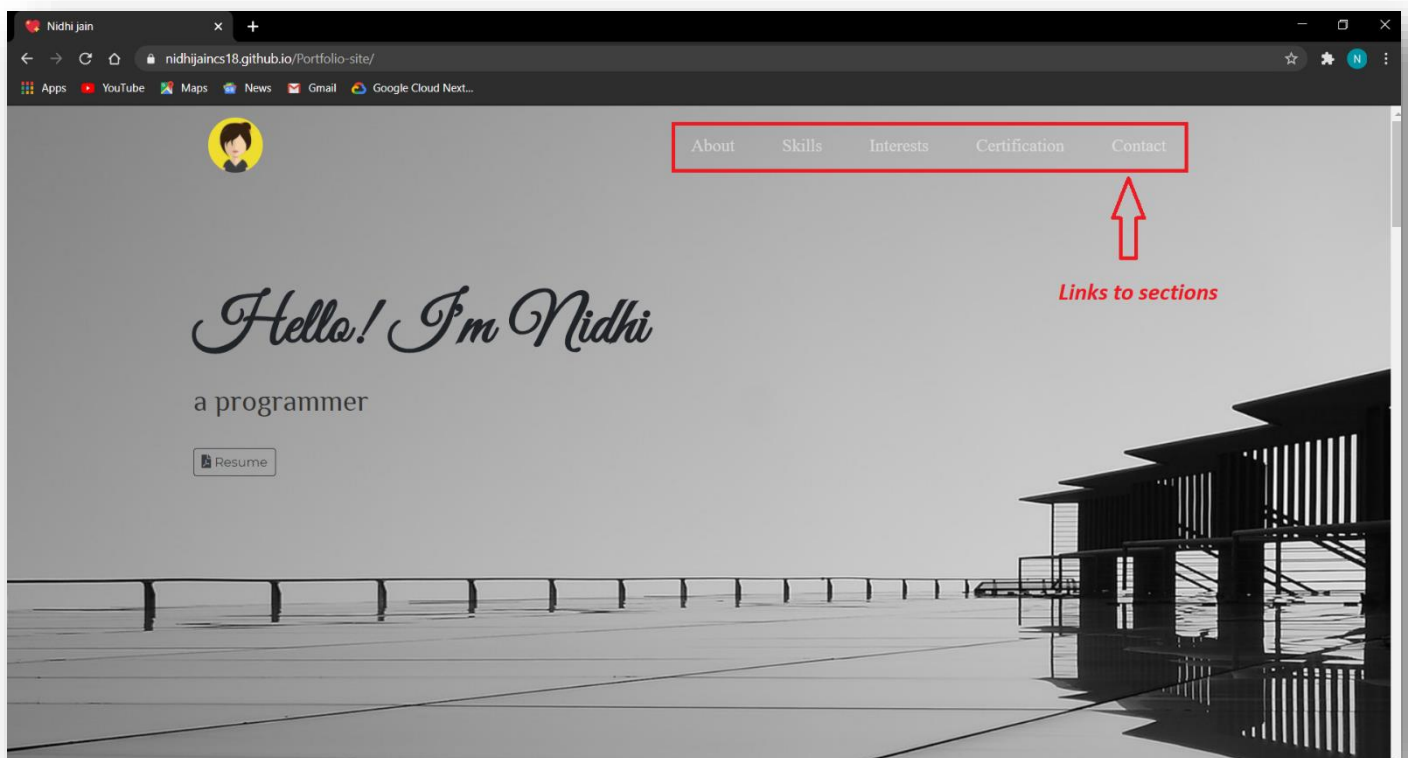 Nidhi jain
nidhijaincs18.github.io/Portfolio-site/
N
Apps YouTube Maps News Gmail Google Cloud Next...
About Skills Interests Certification Contact
Links to sections
Hello! I'm Nidhi
a programmer
Resume